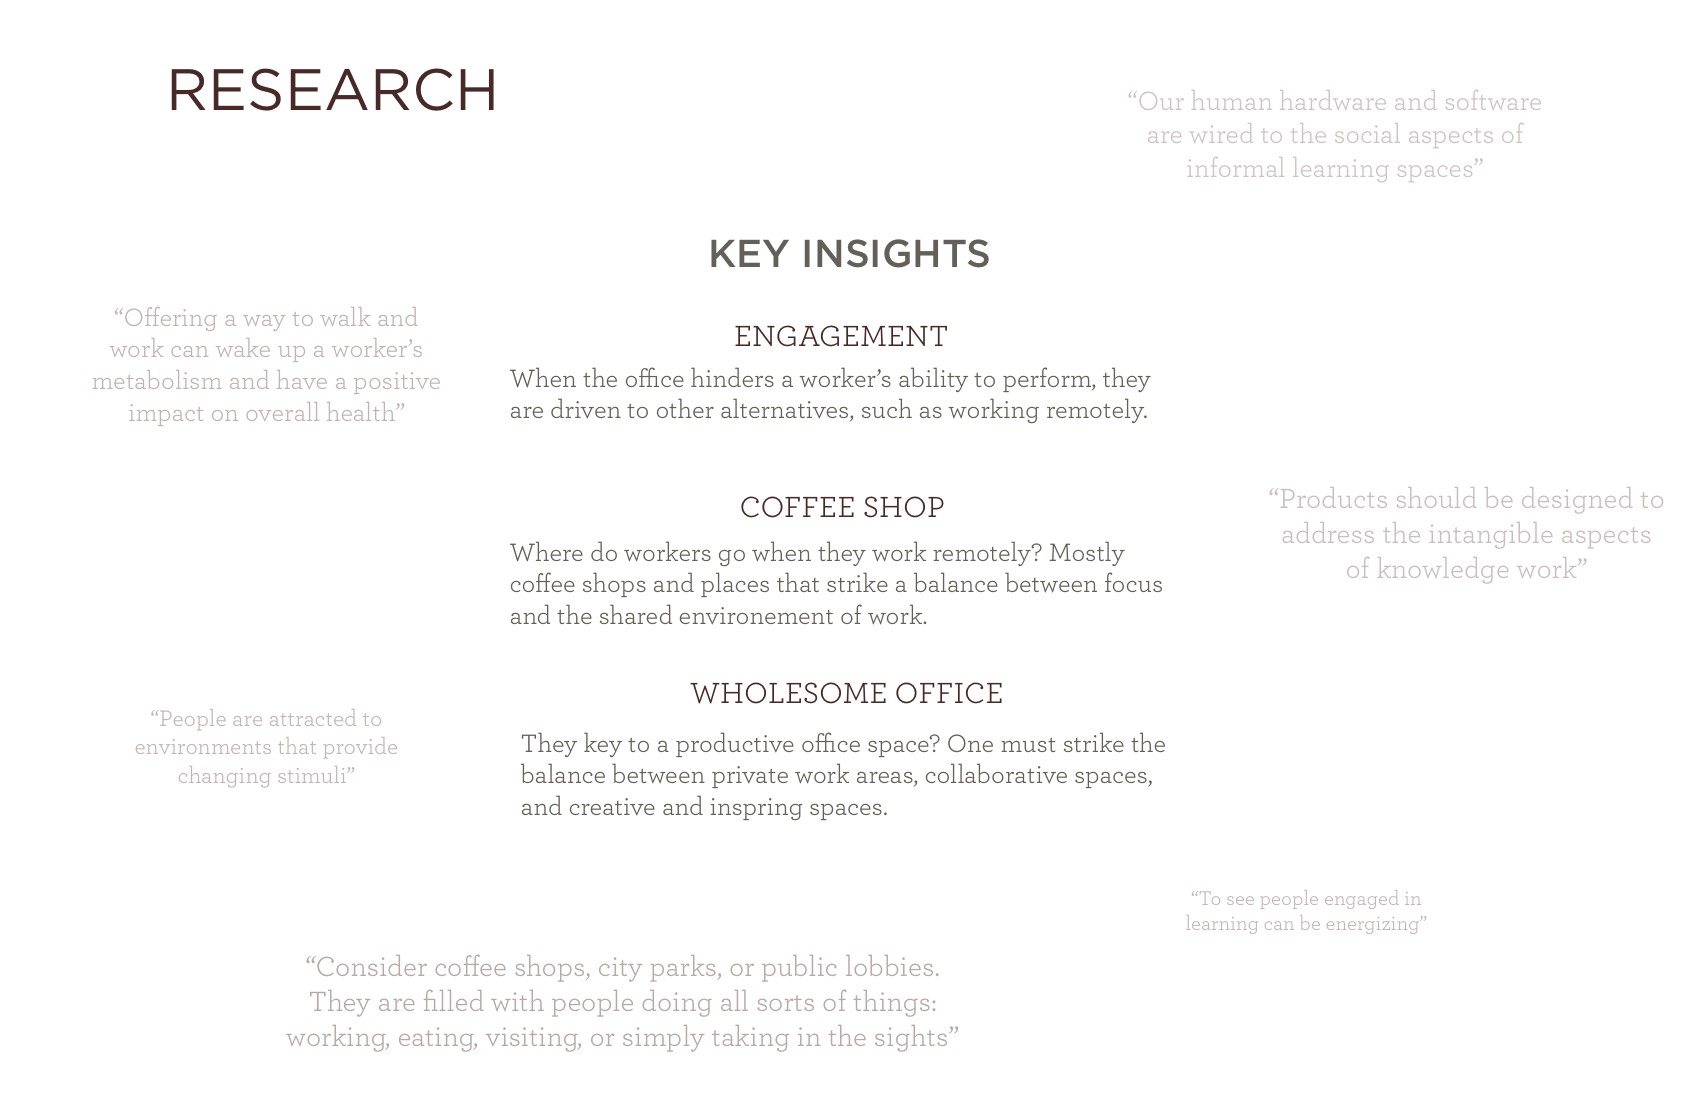 RESEARCH
“Our human hardware and software
are wired to the social aspects of
informal learning spaces”
KEY INSIGHTS
“Offering a way to walk and
work can wake up a worker’s
metabolism and have a positive
impact on overall health”
ENGAGEMENT
When the office hinders a worker’s ability to perform, they
are driven to other alternatives, such as working remotely.
COFFEE SHOP
Where do workers go when they work remotely? Mostly
coffee shops and places that strike a balance between focus
and the shared environement of work.
“Products should be designed to
address the intangible aspects
of knowledge work”
WHOLESOME OFFICE
They key to a productive office space? One must strike the
balance between private work areas, collaborative spaces,
and creative and inspring spaces.
“People are attracted to
environments that provide
changing stimuli”
“To see people engaged in
learning can be energizing”
“Consider coffee shops, city parks, or public lobbies.
They are filled with people doing all sorts of things:
working, eating, visiting, or simply taking in the sights”